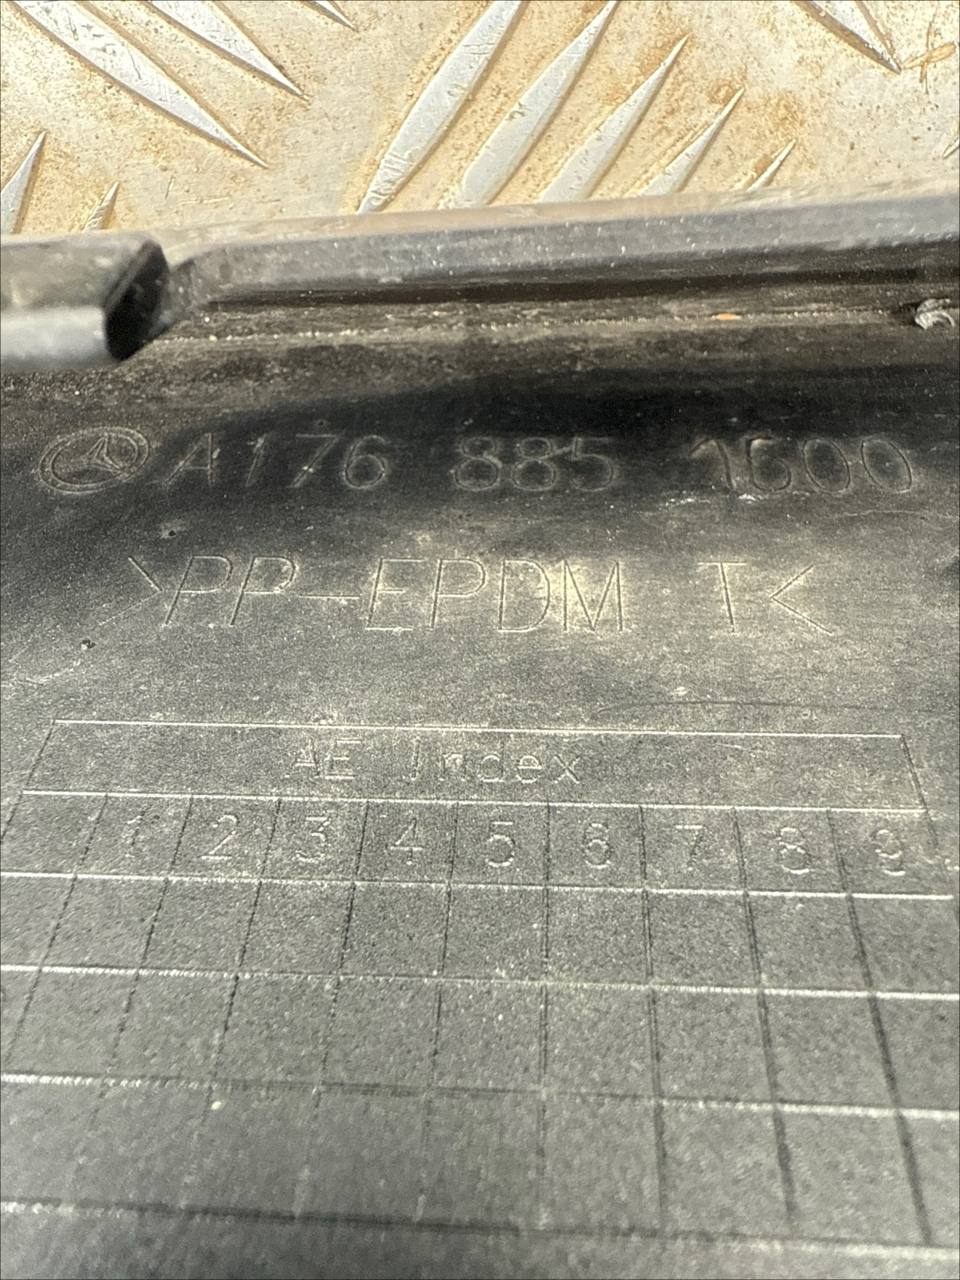 A176 885 1600
>PP-EPDM T<
AE Index
1 2 3 4 5 6 7 8 9